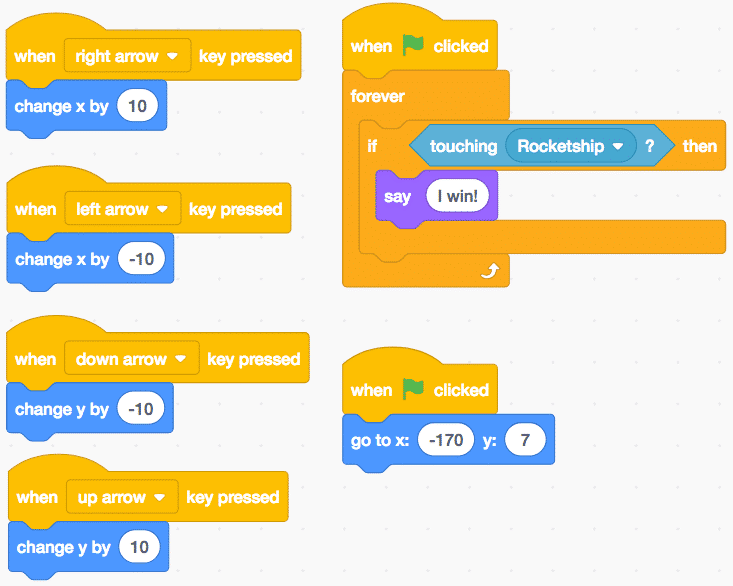 when right arrow key pressed
change x by 10
when left arrow key pressed
change x by -10
when down arrow key pressed
change y by -10
when up arrow key pressed
change y by 10
when clicked
forever
if touching Rocketship ? then
say I win!
when clicked
go to x: -170 y: 7